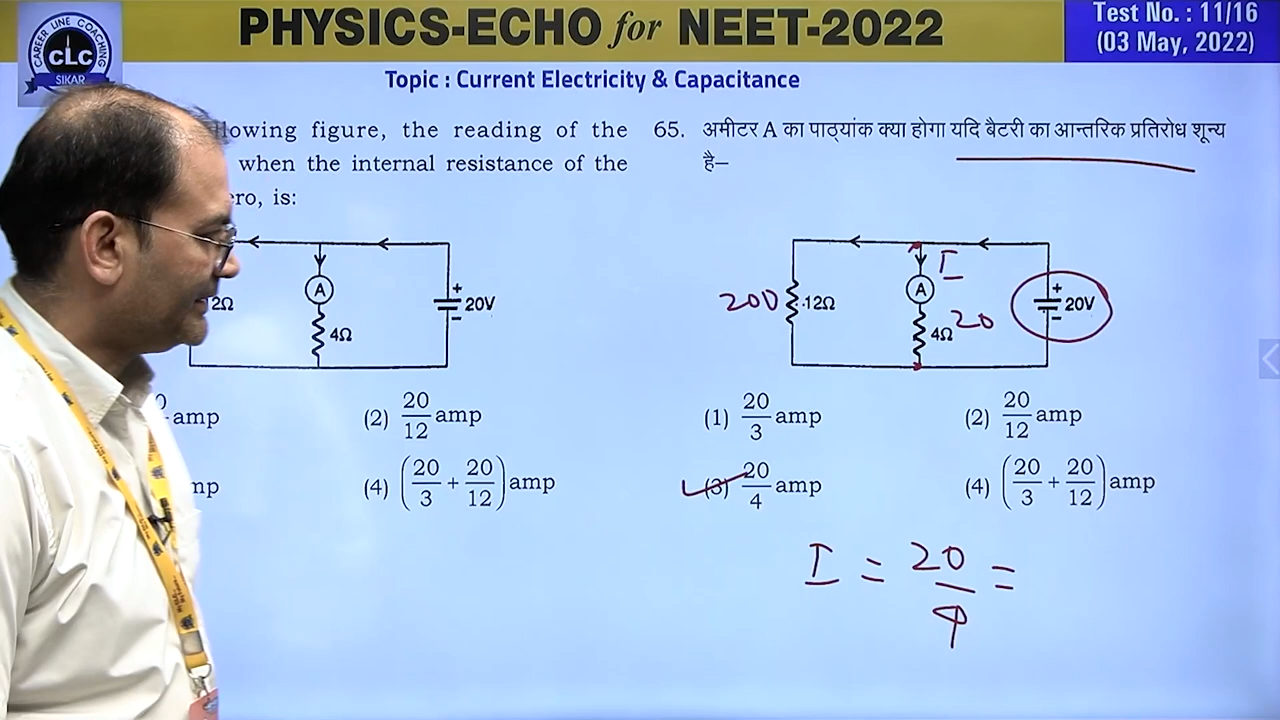 PHYSICS-ECHO for NEET-2022
Test No. : 11/16
(03 May, 2022)
CAREER LINE COACHING
CLC
SIKAR
Topic : Current Electricity & Capacitance
llowing figure, the reading of the
when the internal resistance of the
ero, is:
2Ω
A
4Ω
+
20V
−
amp
(2) 20/12 amp
mp
(4) (20/3 + 20/12) amp
65. अमीटर A का पाठ्यांक क्या होगा यदि बैटरी का आन्तरिक प्रतिरोध शून्य
है–
I
20
12Ω
A
4Ω
20
+
20V
−
(1) 20/3 amp
(2) 20/12 amp
(3) 20/4 amp
(4) (20/3 + 20/12) amp
I = 20/4 =